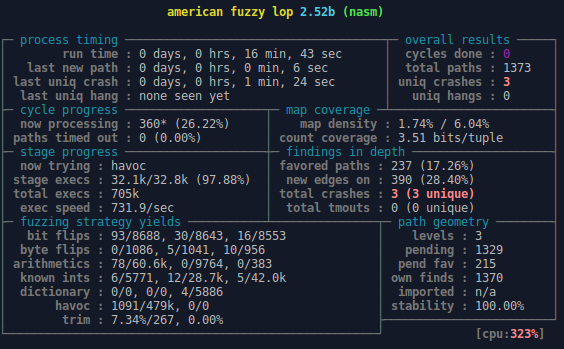 american fuzzy lop 2.52b (nasm)
process timing
run time : 0 days, 0 hrs, 16 min, 43 sec
last new path : 0 days, 0 hrs, 0 min, 6 sec
last uniq crash : 0 days, 0 hrs, 1 min, 24 sec
last uniq hang : none seen yet
overall results
cycles done : 0
total paths : 1373
uniq crashes : 3
uniq hangs : 0
cycle progress
now processing : 360* (26.22%)
paths timed out : 0 (0.00%)
map coverage
map density : 1.74% / 6.04%
count coverage : 3.51 bits/tuple
stage progress
now trying : havoc
stage execs : 32.1k/32.8k (97.88%)
total execs : 705k
exec speed : 731.9/sec
findings in depth
favored paths : 237 (17.26%)
new edges on : 390 (28.40%)
total crashes : 3 (3 unique)
total tmouts : 0 (0 unique)
fuzzing strategy yields
bit flips : 93/8688, 30/8643, 16/8553
byte flips : 0/1086, 5/1041, 10/956
arithmetics : 78/60.6k, 0/9764, 0/383
known ints : 6/5771, 12/28.7k, 5/42.0k
dictionary : 0/0, 0/0, 4/5886
havoc : 1091/479k, 0/0
trim : 7.34%/267, 0.00%
path geometry
levels : 3
pending : 1329
pend fav : 215
own finds : 1370
imported : n/a
stability : 100.00%
[cpu:323%]